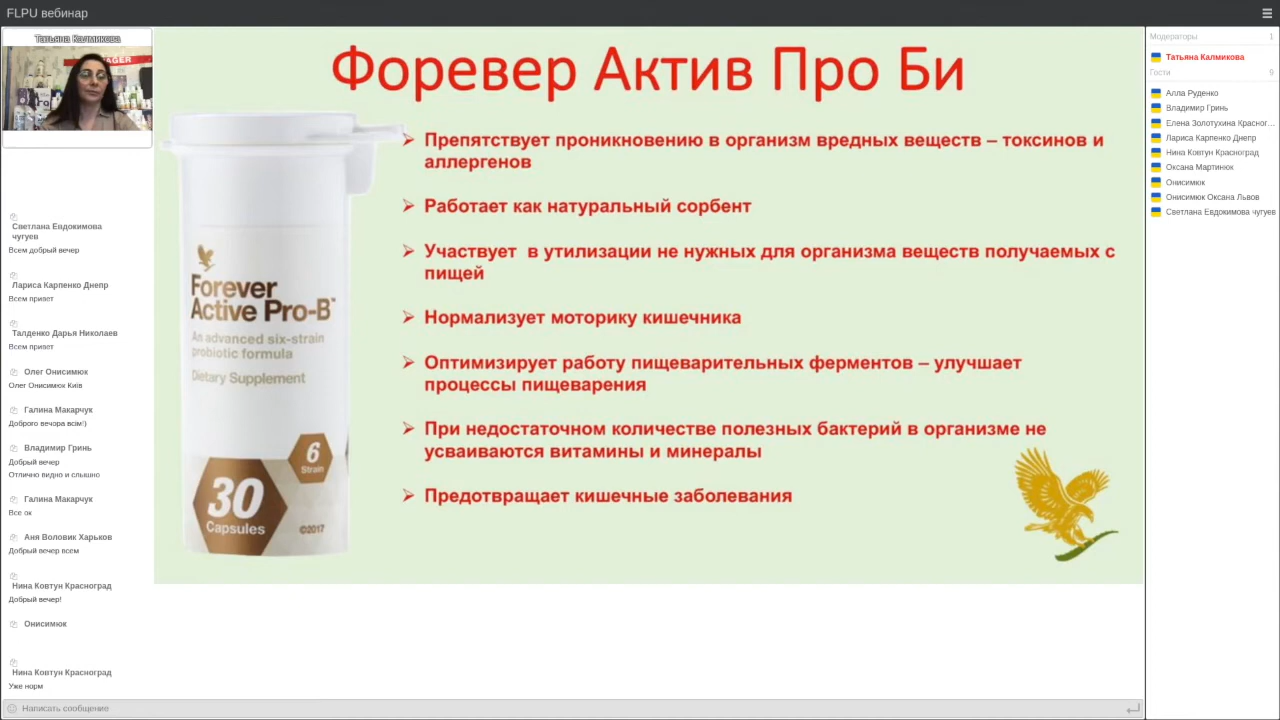 FLPU вебинар
Татьяна Калмикова
Светлана Евдокимова
чугуев
Всем добрый вечер
Лариса Карпенко Днепр
Всем привет
Талденко Дарья Николаев
Всем привет
Олег Онисимюк
Олег Онисимюк Київ
Галина Макарчук
Доброго вечора всім!)
Владимир Гринь
Добрый вечер
Отлично видно и слышно
Галина Макарчук
Все ок
Аня Воловик Харьков
Добрый вечер всем
Нина Ковтун Красноград
Добрый вечер!
Онисимюк
Нина Ковтун Красноград
Уже норм
Написать сообщение
Форевер Актив Про Би
Препятствует проникновению в организм вредных веществ – токсинов и
аллергенов
Работает как натуральный сорбент
Участвует в утилизации не нужных для организма веществ получаемых с
пищей
Нормализует моторику кишечника
Оптимизирует работу пищеварительных ферментов – улучшает
процессы пищеварения
При недостаточном количестве полезных бактерий в организме не
усваиваются витамины и минералы
Предотвращает кишечные заболевания
Forever
Active Pro-B™
An advanced six-strain
probiotic formula
Dietary Supplement
6
Strain
30
Capsules
©2017
Модераторы 1
Татьяна Калмикова
Гости 9
Алла Руденко
Владимир Гринь
Елена Золотухина Красног...
Лариса Карпенко Днепр
Нина Ковтун Красноград
Оксана Мартинюк
Онисимюк
Онисимюк Оксана Львов
Светлана Евдокимова чугуев